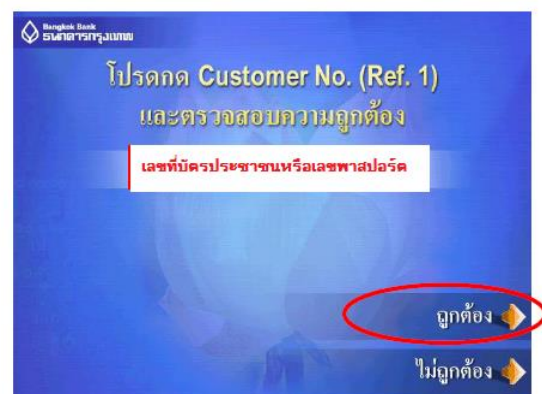 Bangkok Bank
ธนาคารกรุงเทพ
โปรดกด Customer No. (Ref. 1)
และตรวจสอบความถูกต้อง
เลขที่บัตรประชาชนหรือเลขพาสปอร์ต
ถูกต้อง
ไม่ถูกต้อง